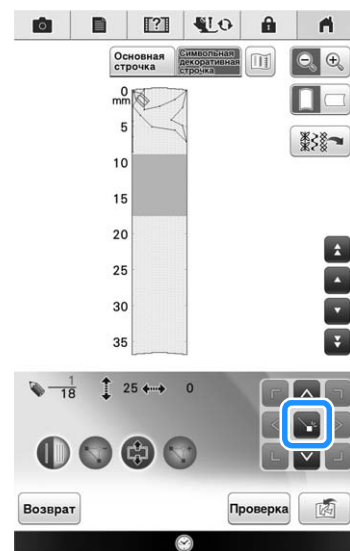 ?
Основная
строчка
Символьная
декоративная
строчка
0
mm
5
10
15
20
25
30
35
1
18
25
0
Возврат
Проверка